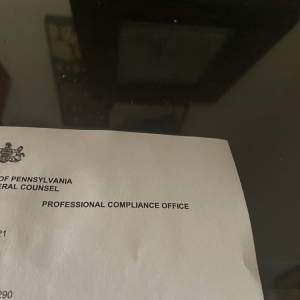 OF PENNSYLVANIA
ERAL COUNSEL
PROFESSIONAL COMPLIANCE OFFICE
21
290